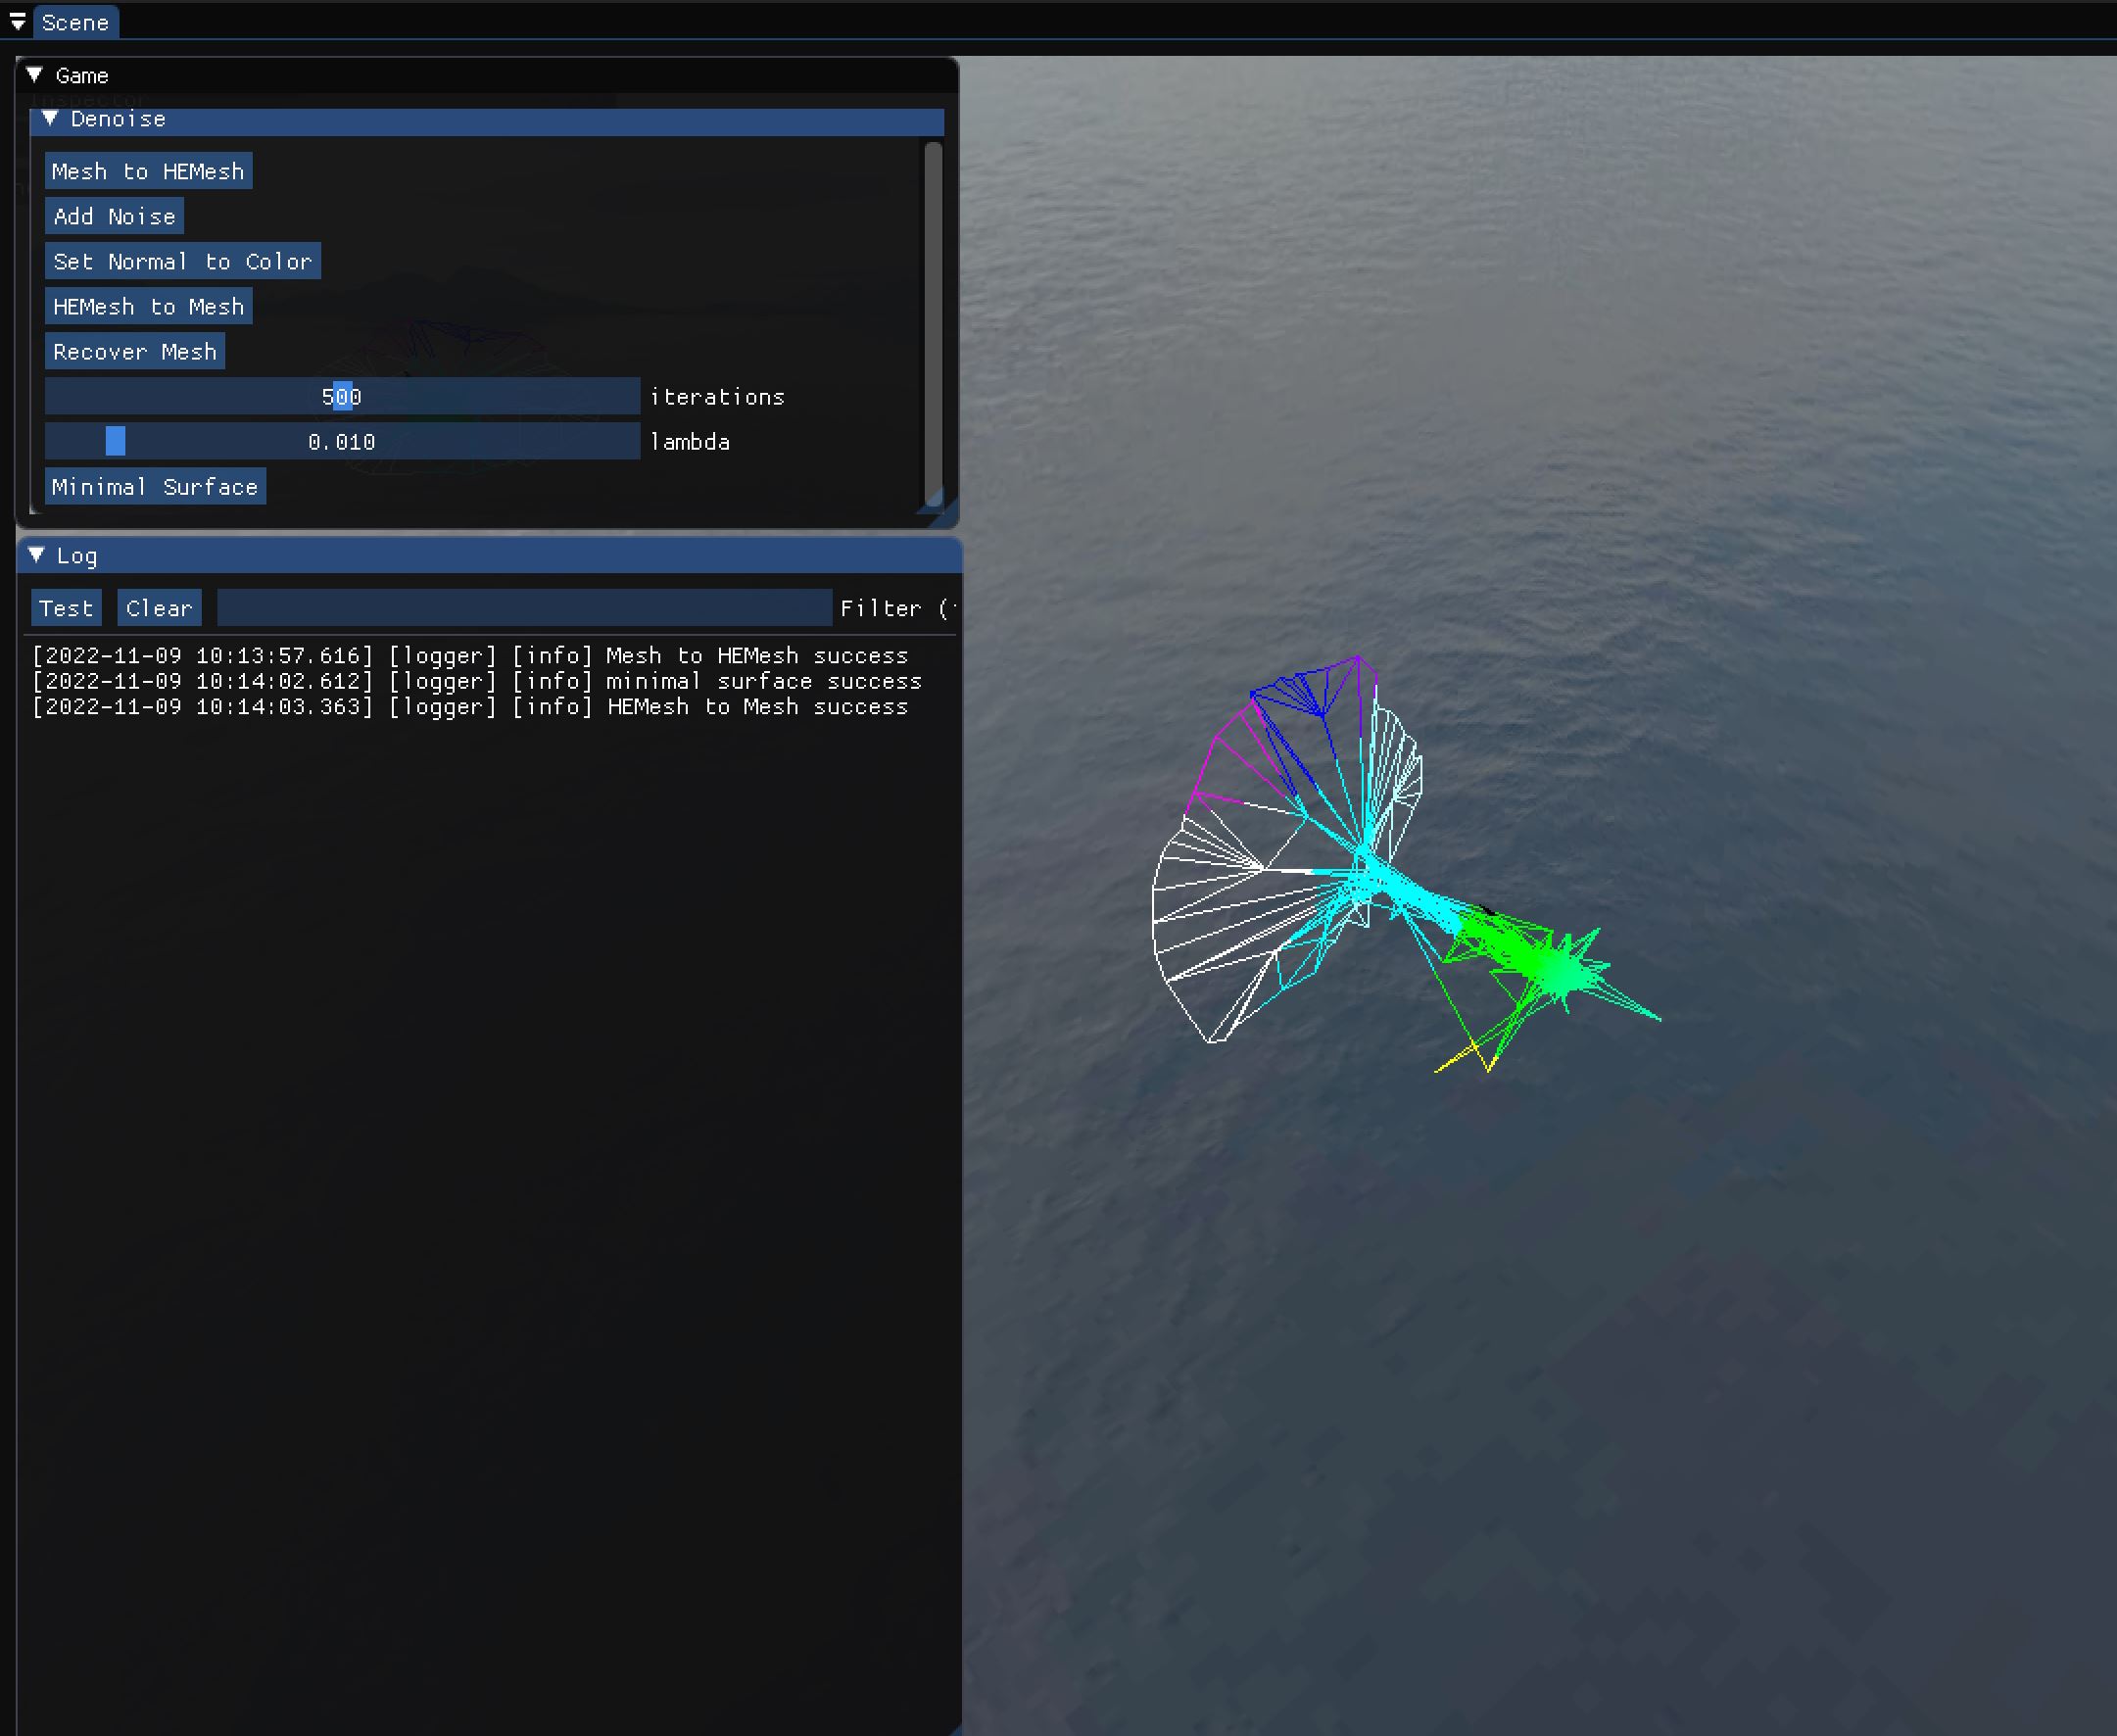 Scene
Game
Inspector
Denoise
Mesh to HEMesh
Add Noise
Set Normal to Color
HEMesh to Mesh
Recover Mesh
500 iterations
0.010 lambda
Minimal Surface
Log
Test Clear Filter (
[2022-11-09 10:13:57.616] [logger] [info] Mesh to HEMesh success
[2022-11-09 10:14:02.612] [logger] [info] minimal surface success
[2022-11-09 10:14:03.363] [logger] [info] HEMesh to Mesh success